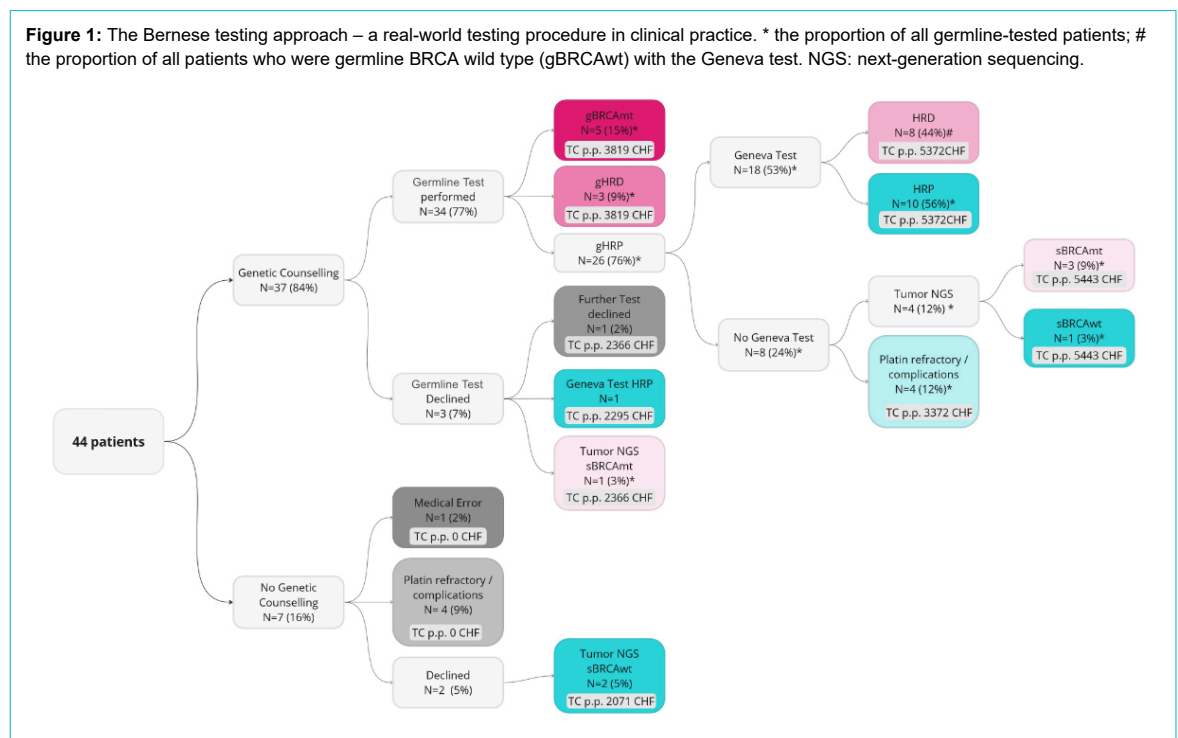 Figure 1: The Bernese testing approach – a real-world testing procedure in clinical practice. * the proportion of all germline-tested patients; #
the proportion of all patients who were germline BRCA wild type (gBRCAwt) with the Geneva test. NGS: next-generation sequencing.
44 patients
Genetic Counselling
N=37 (84%)
No Genetic
Counselling
N=7 (16%)
Germline Test
performed
N=34 (77%)
Germline Test
Declined
N=3 (7%)
Medical Error
N=1 (2%)
TC p.p. 0 CHF
Platin refractory /
complications
N= 4 (9%)
TC p.p. 0 CHF
Declined
N=2 (5%)
gBRCAmt
N=5 (15%)*
TC p.p. 3819 CHF
gHRD
N=3 (9%)*
TC p.p. 3819 CHF
gHRP
N=26 (76%)*
Further Test
declined
N=1 (2%)
TC p.p. 2366 CHF
Geneva Test HRP
N=1
TC p.p. 2295 CHF
Tumor NGS
sBRCAmt
N=1 (3%)*
TC p.p. 2366 CHF
Tumor NGS
sBRCAwt
N=2 (5%)
TC p.p. 2071 CHF
Geneva Test
N=18 (53%)*
No Geneva Test
N=8 (24%)*
HRD
N=8 (44%)#
TC p.p. 5372CHF
HRP
N=10 (56%)*
TC p.p. 5372CHF
Tumor NGS
N=4 (12%) *
Platin refractory /
complications
N=4 (12%)*
TC p.p. 3372 CHF
sBRCAmt
N=3 (9%)*
TC p.p. 5443 CHF
sBRCAwt
N=1 (3%)*
TC p.p. 5443 CHF